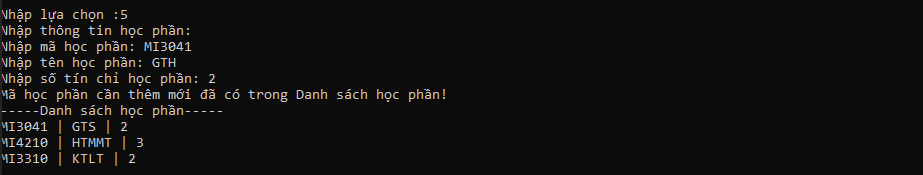 Nhập lựa chọn :5
Nhập thông tin học phần:
Nhập mã học phần: MI3041
Nhập tên học phần: GTH
Nhập số tín chỉ học phần: 2
Mã học phần cần thêm mới đã có trong Danh sách học phần!
-----Danh sách học phần-----
MI3041 | GTS | 2
MI4210 | HTMMT | 3
MI3310 | KTLT | 2